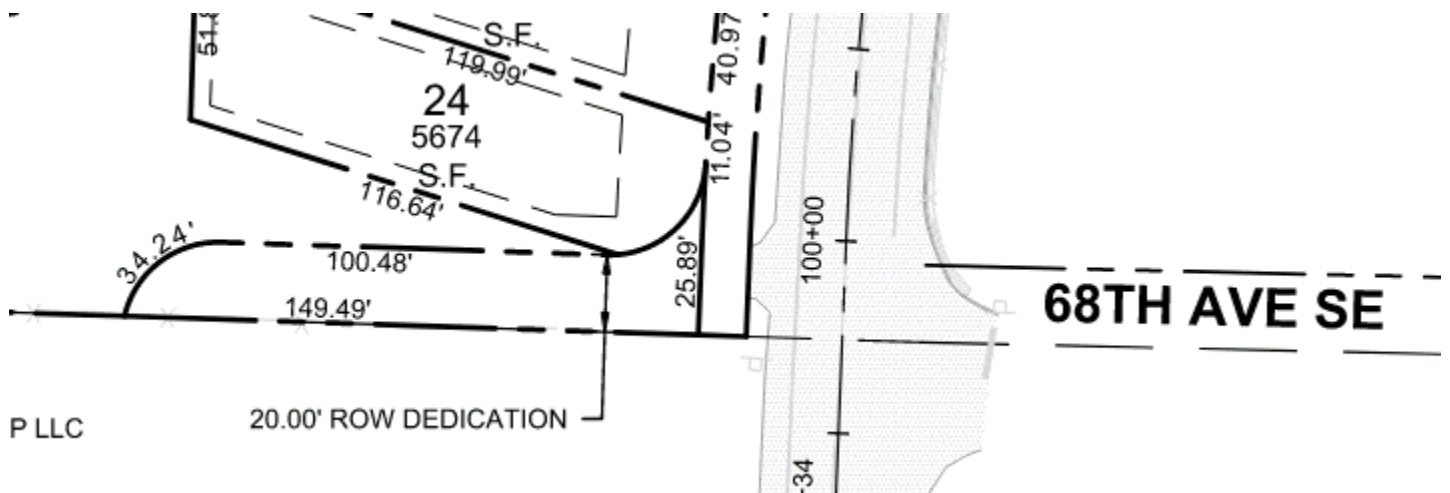 S.F.
119.99'
24
5674
S.F.
116.64'
40.97
11.04'
34.24'
100.48'
149.49'
25.89'
100+00
68TH AVE SE
20.00' ROW DEDICATION
P LLC
+34